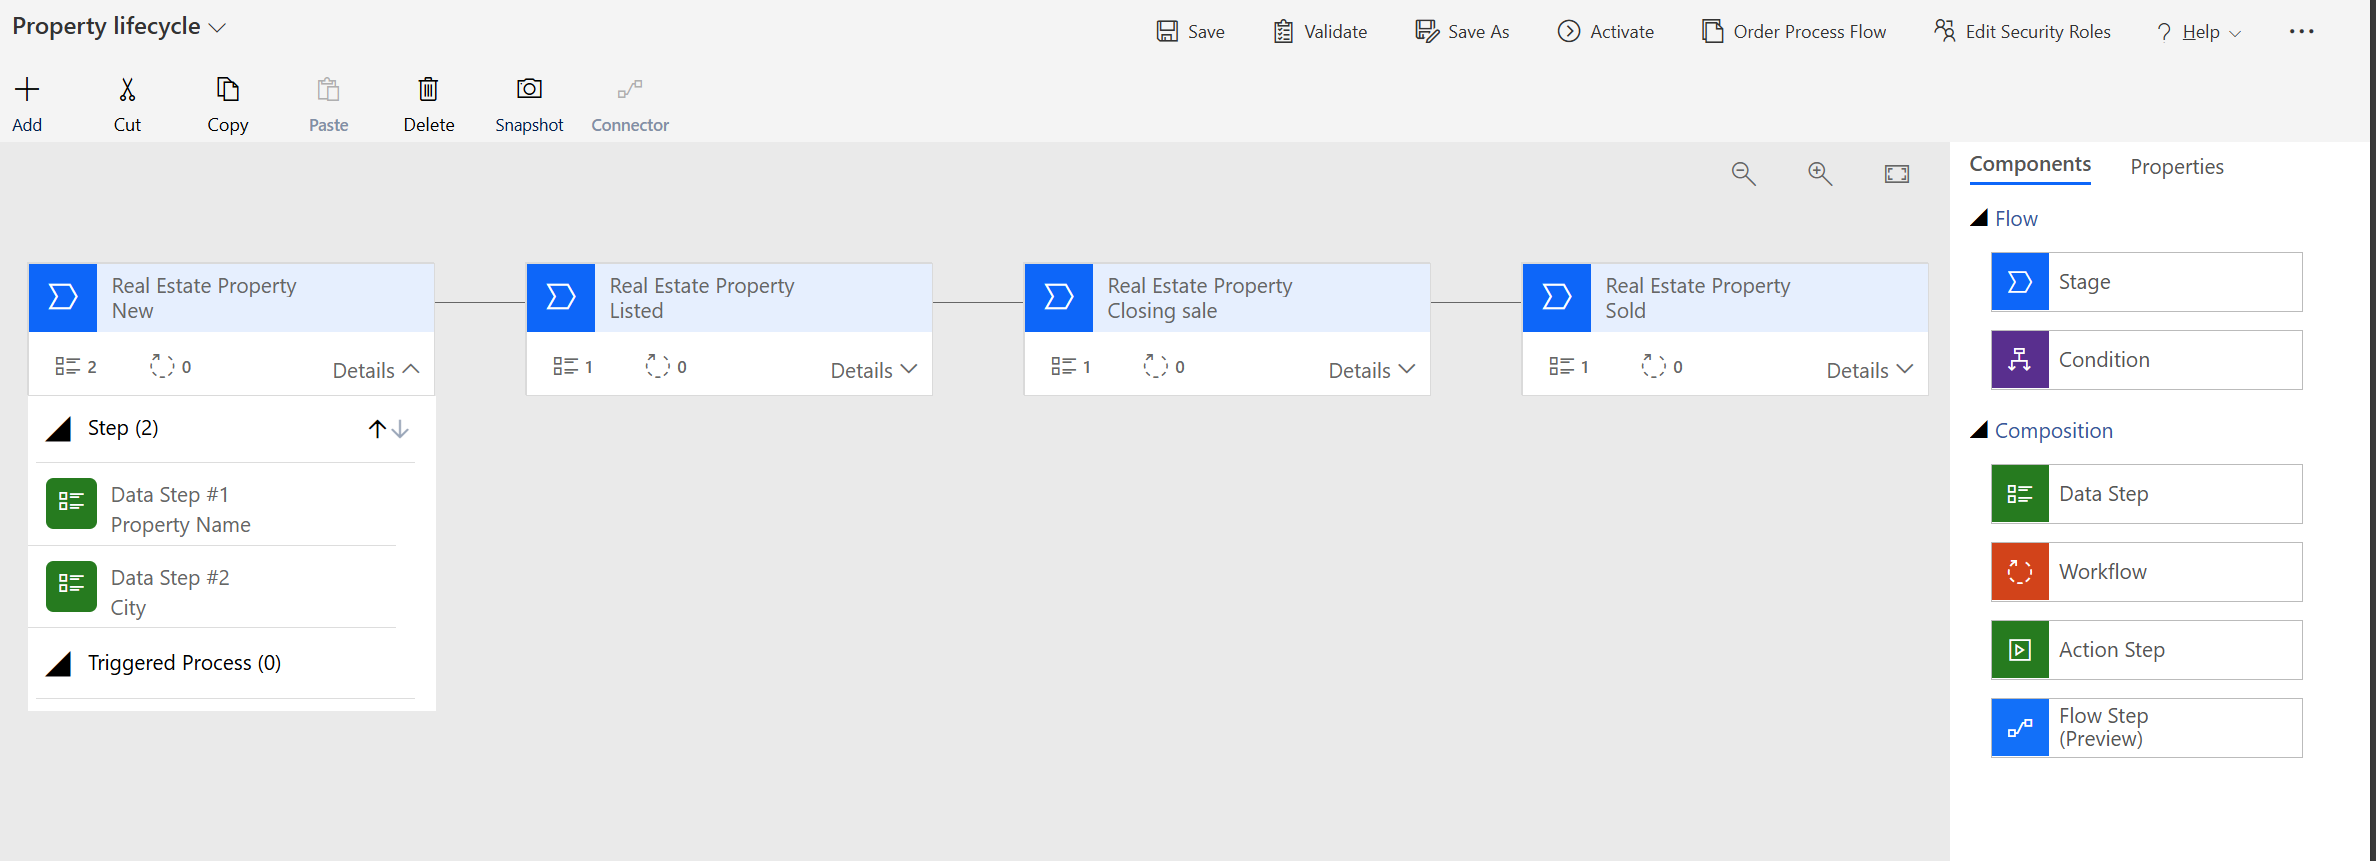 Property lifecycle
Save
Validate
Save As
Activate
Order Process Flow
Edit Security Roles
? Help
Add
Cut
Copy
Paste
Delete
Snapshot
Connector
Components
Properties
Real Estate Property
New
2
0
Details
Step (2)
Data Step #1
Property Name
Data Step #2
City
Triggered Process (0)
Real Estate Property
Listed
1
0
Details
Real Estate Property
Closing sale
1
0
Details
Real Estate Property
Sold
1
0
Details
Flow
Stage
Condition
Composition
Data Step
Workflow
Action Step
Flow Step
(Preview)